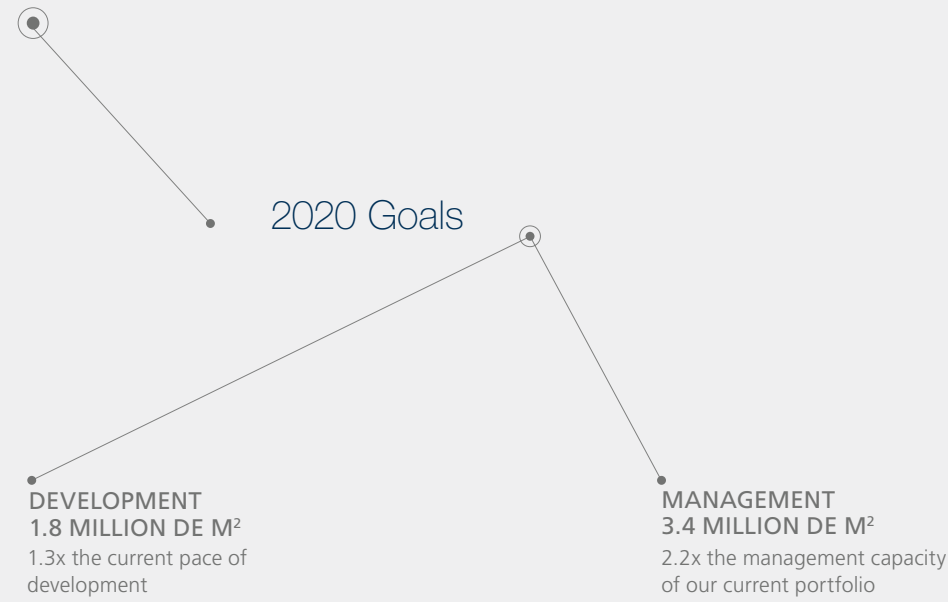 2020 Goals
DEVELOPMENT
1.8 MILLION DE M²
1.3x the current pace of
development
MANAGEMENT
3.4 MILLION DE M²
2.2x the management capacity
of our current portfolio